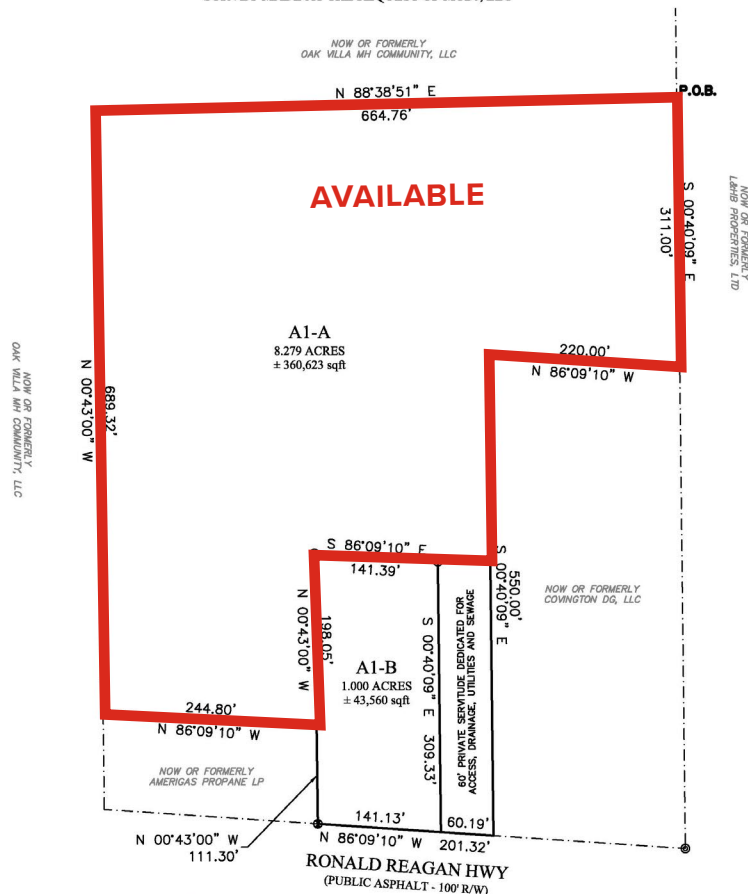 NOW OR FORMERLY
OAK VILLA MH COMMUNITY, LLC
N 88°38'51" E
664.76'
P.O.B.
AVAILABLE
S 00°40'09" E
311.00'
NOW OR FORMERLY
L&HB PROPERTIES, LTD
A1-A
8.279 ACRES
± 360,623 sqft
220.00'
N 86°09'10" W
NOW OR FORMERLY
OAK VILLA MH COMMUNITY, LLC
689.32'
N 00°43'00" W
S 86°09'10" E
141.39'
S 00°40'09" E
550.00'
NOW OR FORMERLY
COVINGTON DG, LLC
198.05'
N 00°43'00" W
A1-B
1.000 ACRES
± 43,560 sqft
S 00°40'09" E 309.33'
60' PRIVATE SERVITUDE DEDICATED FOR
ACCESS, DRAINAGE, UTILITIES AND SEWAGE
244.80'
N 86°09'10" W
NOW OR FORMERLY
AMERIGAS PROPANE LP
N 00°43'00" W
111.30'
141.13'
60.19'
N 86°09'10" W 201.32'
RONALD REAGAN HWY
(PUBLIC ASPHALT - 100' R/W)